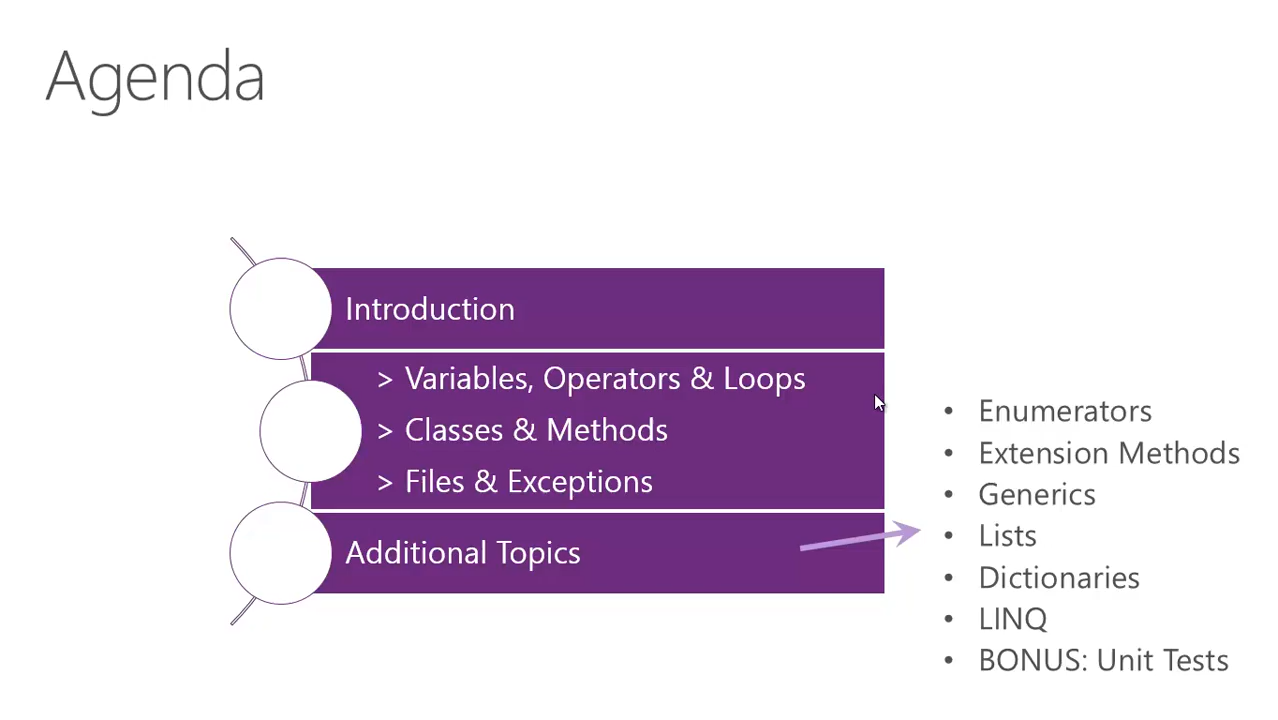 Agenda
Introduction
> Variables, Operators & Loops
> Classes & Methods
> Files & Exceptions
Additional Topics
• Enumerators
• Extension Methods
• Generics
• Lists
• Dictionaries
• LINQ
• BONUS: Unit Tests